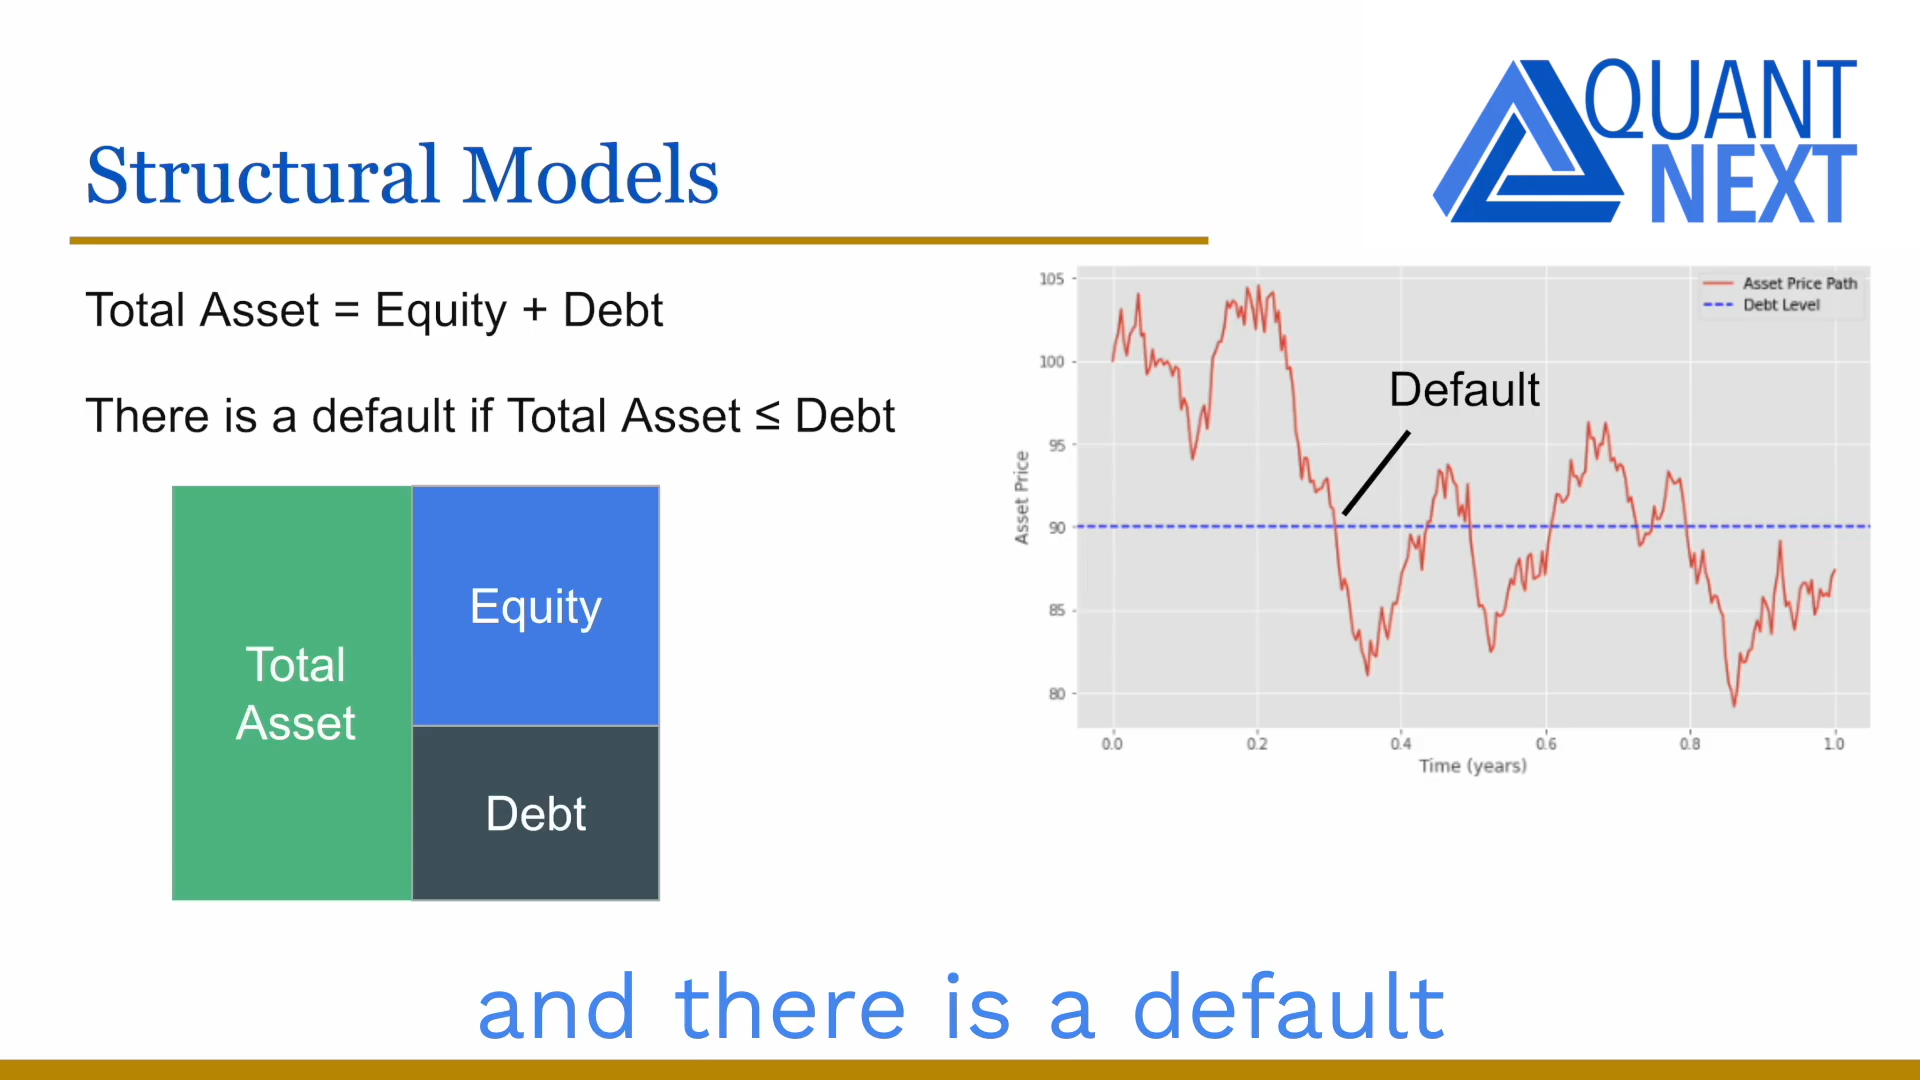 QUANT
NEXT
Structural Models
Total Asset = Equity + Debt
There is a default if Total Asset ≤ Debt
Total
Asset
Equity
Debt
105
100
95
90
85
80
Asset Price
Asset Price Path
Debt Level
Default
0.0 0.2 0.4 0.6 0.8 1.0
Time (years)
and there is a default